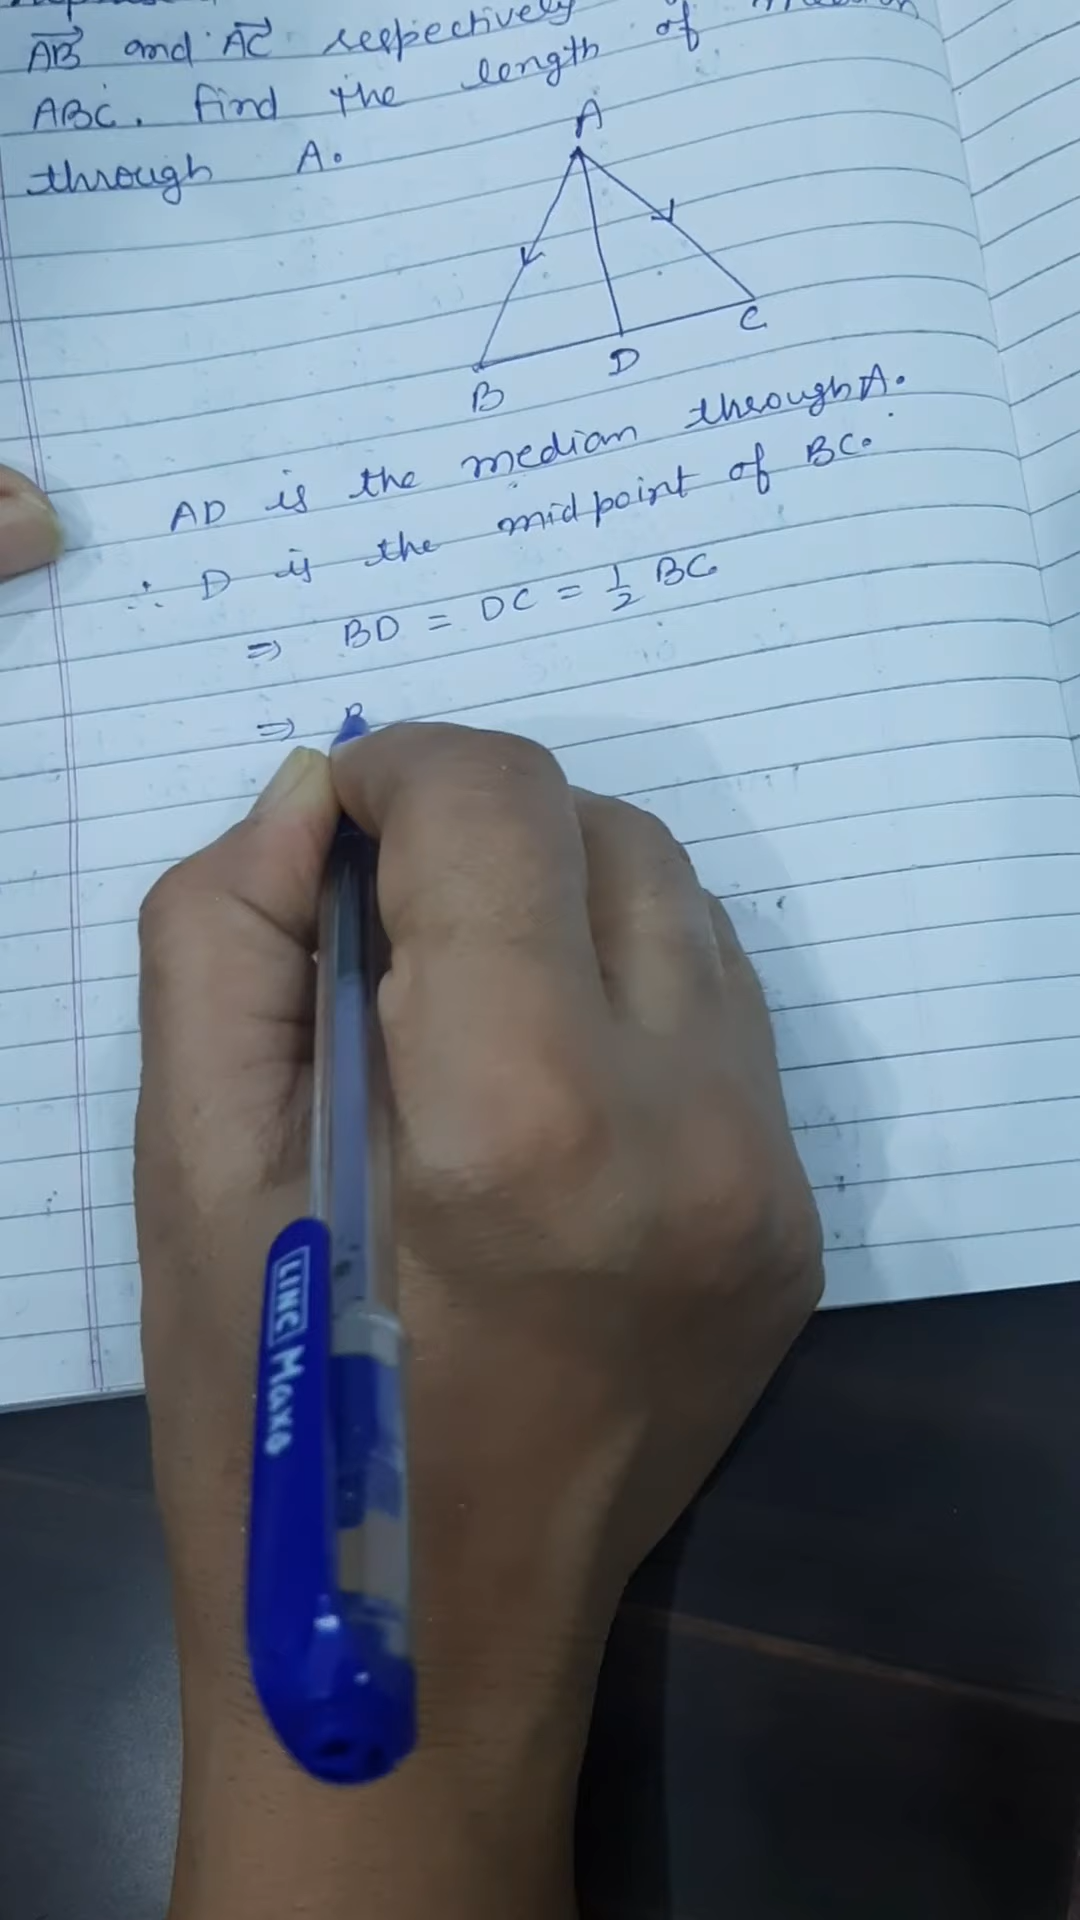 AB and AC respectively
ABC. find the length of median
through A.
A
B
D
C
AD is the median through A.
∴ D is the midpoint of BC.
⇒ BD = DC = 1/2 BC
⇒ B
LINC Maxo